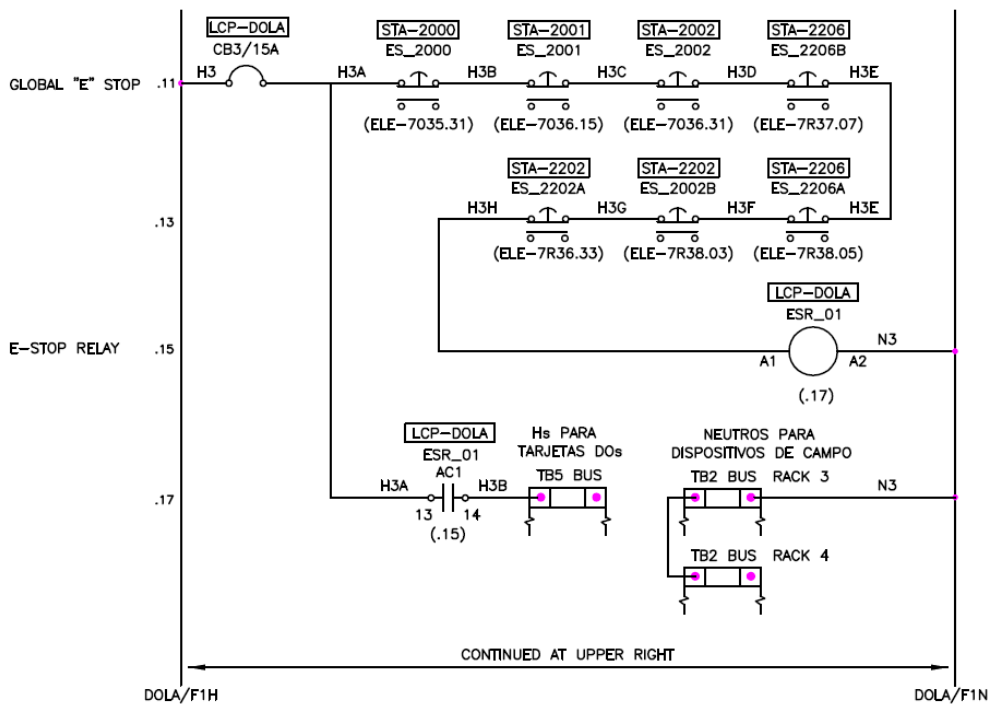 LCP-DOLA
CB3/15A
STA-2000
ES_2000
STA-2001
ES_2001
STA-2002
ES_2002
STA-2206
ES_2206B
GLOBAL "E" STOP .11
H3
H3A
H3B
H3C
H3D
H3E
(ELE-7035.31)
(ELE-7036.15)
(ELE-7036.31)
(ELE-7R37.07)
STA-2202
ES_2202A
STA-2202
ES_2002B
STA-2206
ES_2206A
.13
H3H
H3G
H3F
H3E
(ELE-7R36.33)
(ELE-7R38.03)
(ELE-7R38.05)
LCP-DOLA
ESR_01
E-STOP RELAY .15
A1
A2
N3
(.17)
LCP-DOLA
ESR_01
AC1
Hs PARA
TARJETAS DOs
TB5 BUS
NEUTROS PARA
DISPOSITIVOS DE CAMPO
TB2 BUS RACK 3
.17
H3A
H3B
N3
13
14
(.15)
TB2 BUS RACK 4
CONTINUED AT UPPER RIGHT
DOLA/F1H
DOLA/F1N